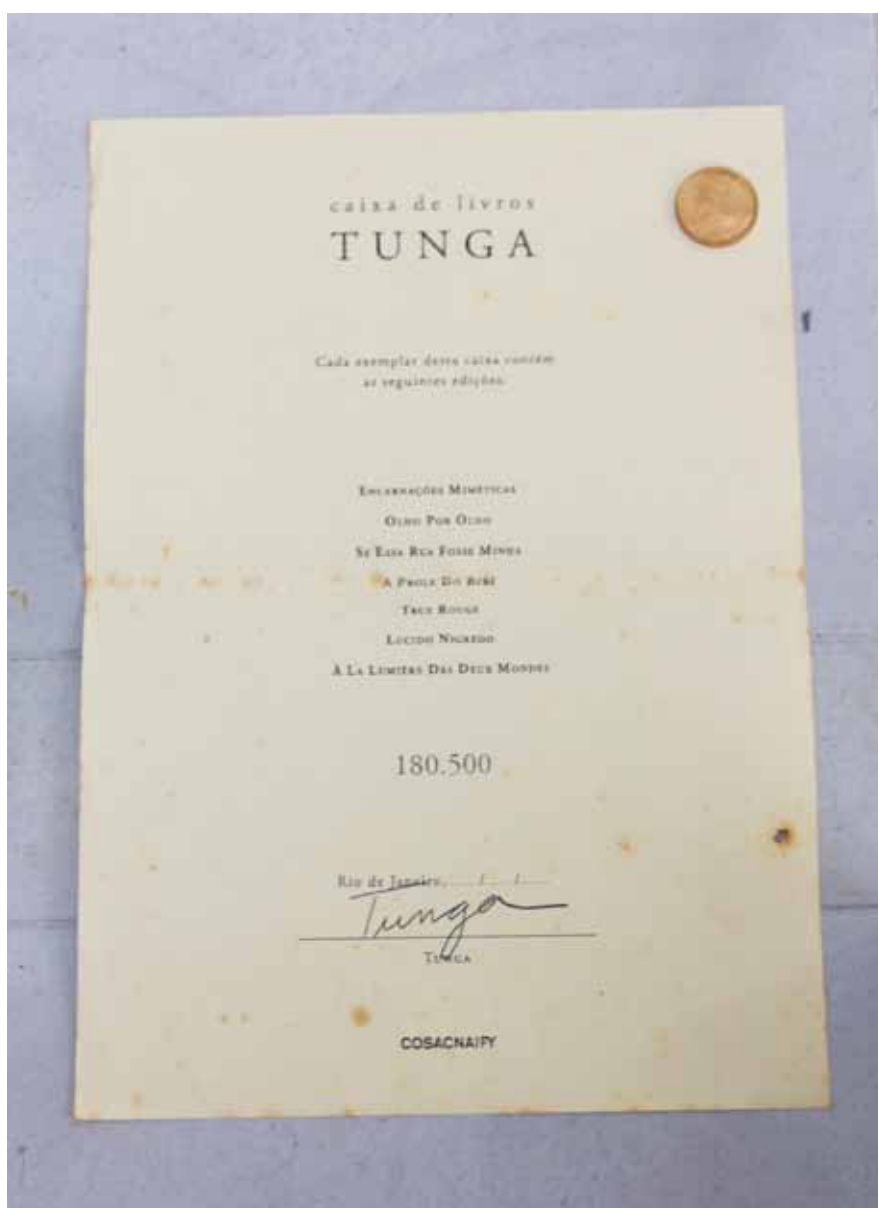 caixa de livros
TUNGA
Cada exemplar desta caixa contém
as seguintes edições:
ENCARNAÇÕES MIMÉTICAS
OLHO POR OLHO
SE ESSA RUA FOSSE MINHA
A PROLE DO BEBÊ
TRUE ROUGE
LUCIDO NIGREDO
À LA LUMIÈRE DES DEUX MONDES
180.500
Rio de Janeiro, ...... / ...... / ......
Tunga
TUNGA
COSACNAIFY